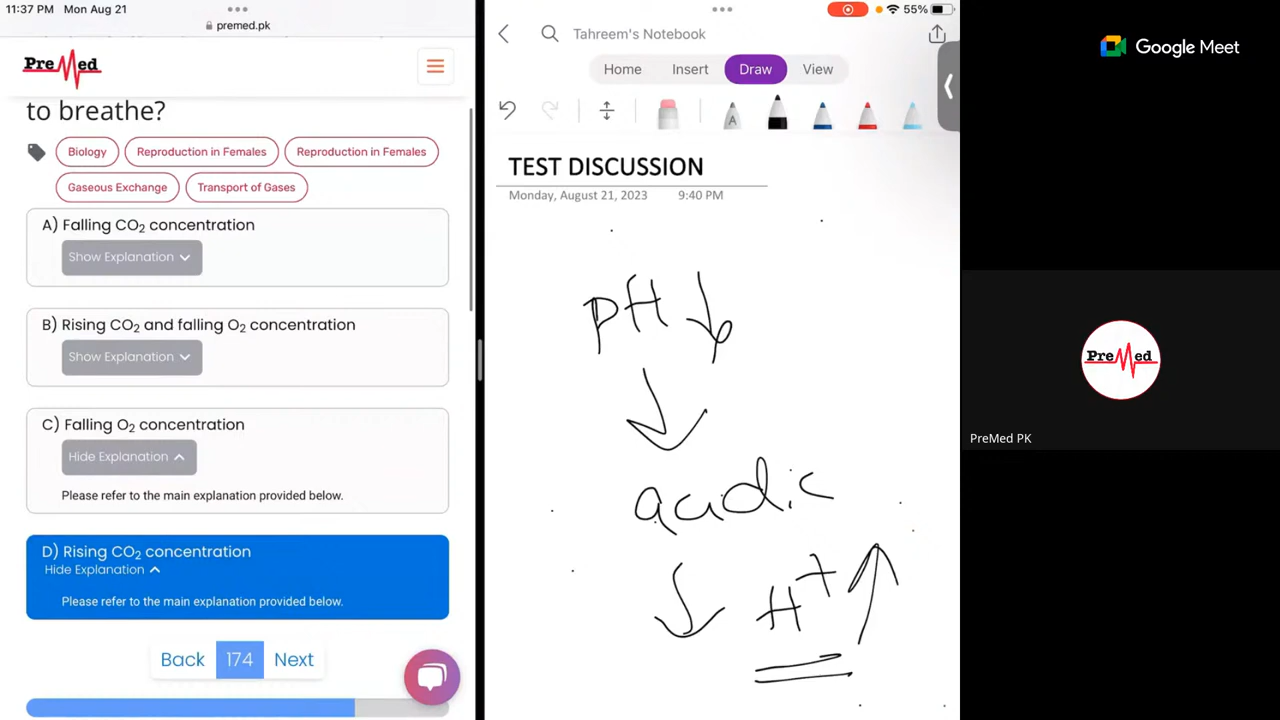 11:37 PM Mon Aug 21
premed.pk
PreMed
to breathe?
Biology
Reproduction in Females
Reproduction in Females
Gaseous Exchange
Transport of Gases
A) Falling CO₂ concentration
Show Explanation
B) Rising CO₂ and falling O₂ concentration
Show Explanation
C) Falling O₂ concentration
Hide Explanation
Please refer to the main explanation provided below.
D) Rising CO₂ concentration
Hide Explanation
Please refer to the main explanation provided below.
Back 174 Next
55%
Tahreem's Notebook
Home Insert Draw View
A
TEST DISCUSSION
Monday, August 21, 2023 9:40 PM
pH ↓
↓
acidic
↓ H⁺ ↑
Google Meet
PreMed
PreMed PK